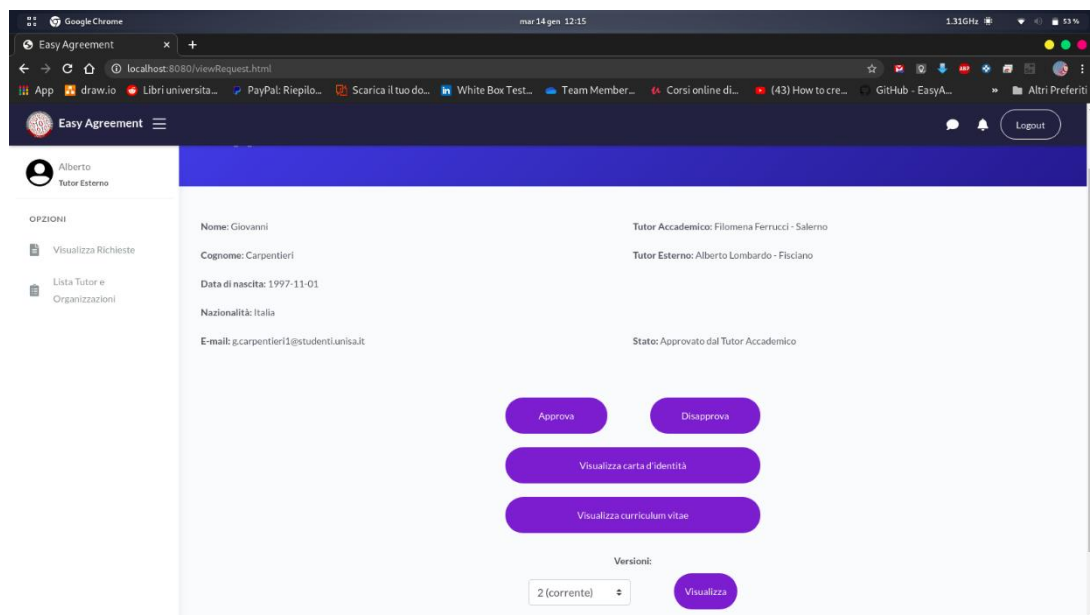 Google Chrome
mar 14 gen 12:15
1.31GHz
53 %
Easy Agreement × +
localhost:8080/viewRequest.html
App draw.io Libri universita... PayPal: Riepilo... Scarica il tuo do... White Box Test... Team Member... Corsi online di... (43) How to cre... GitHub - EasyA... » Altri Preferiti
Easy Agreement
Logout
Alberto
Tutor Esterno
OPZIONI
Visualizza Richieste
Lista Tutor e
Organizzazioni
Nome: Giovanni
Tutor Accademico: Filomena Ferrucci - Salerno
Cognome: Carpentieri
Tutor Esterno: Alberto Lombardo - Fisciano
Data di nascita: 1997-11-01
Nazionalità: Italia
E-mail: g.carpentieri1@studenti.unisa.it
Stato: Approvato dal Tutor Accademico
Approva
Disapprova
Visualizza carta d'identità
Visualizza curriculum vitae
Versioni:
2 (corrente)
Visualizza